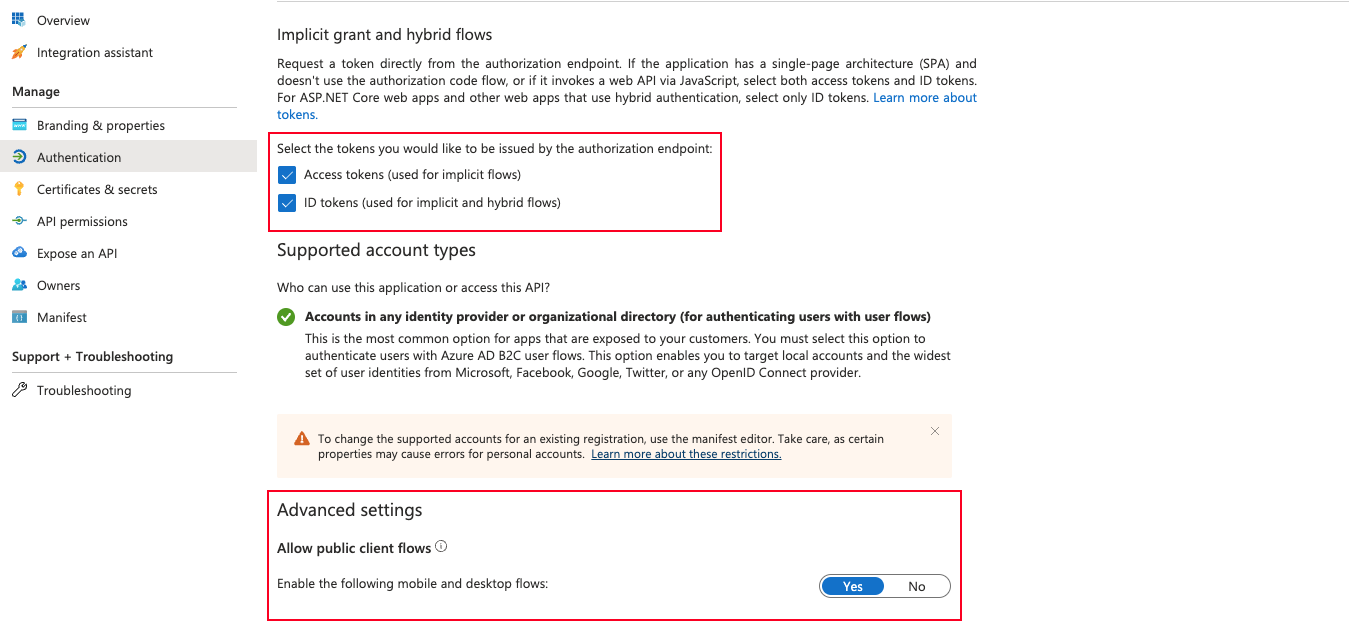 Overview
Integration assistant
Manage
Branding & properties
Authentication
Certificates & secrets
API permissions
Expose an API
Owners
Manifest
Support + Troubleshooting
Troubleshooting
Implicit grant and hybrid flows
Request a token directly from the authorization endpoint. If the application has a single-page architecture (SPA) and
doesn't use the authorization code flow, or if it invokes a web API via JavaScript, select both access tokens and ID tokens.
For ASP.NET Core web apps and other web apps that use hybrid authentication, select only ID tokens. Learn more about
tokens.
Select the tokens you would like to be issued by the authorization endpoint:
Access tokens (used for implicit flows)
ID tokens (used for implicit and hybrid flows)
Supported account types
Who can use this application or access this API?
Accounts in any identity provider or organizational directory (for authenticating users with user flows)
This is the most common option for apps that are exposed to your customers. You must select this option to
authenticate users with Azure AD B2C user flows. This option enables you to target local accounts and the widest
set of user identities from Microsoft, Facebook, Google, Twitter, or any OpenID Connect provider.
To change the supported accounts for an existing registration, use the manifest editor. Take care, as certain
properties may cause errors for personal accounts. Learn more about these restrictions.
Advanced settings
Allow public client flows
Enable the following mobile and desktop flows:
Yes No